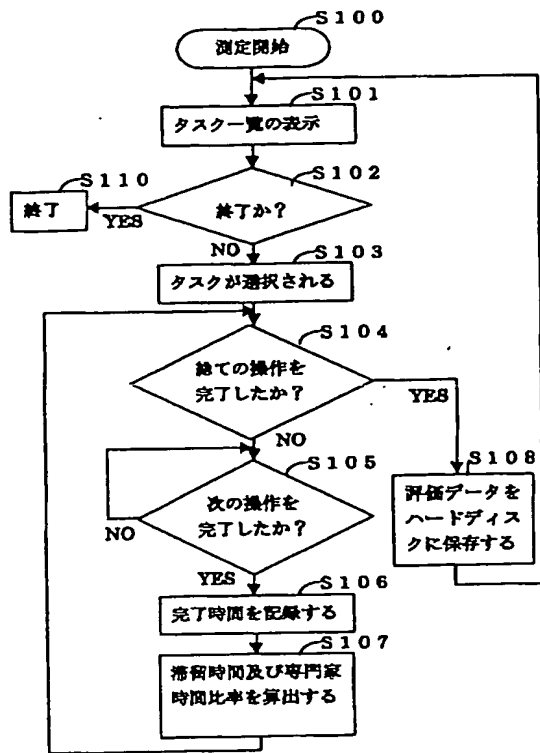 S100
測定開始
S101
タスク一覧の表示
S110
S102
終了
終了か?
YES
NO
S103
タスクが選択される
S104
総ての操作を
完了したか?
YES
NO
S105
S108
次の操作を
完了したか?
NO
評価データを
ハードディス
クに保存する
YES
S106
完了時間を記録する
S107
滞留時間及び専門家
時間比率を算出する